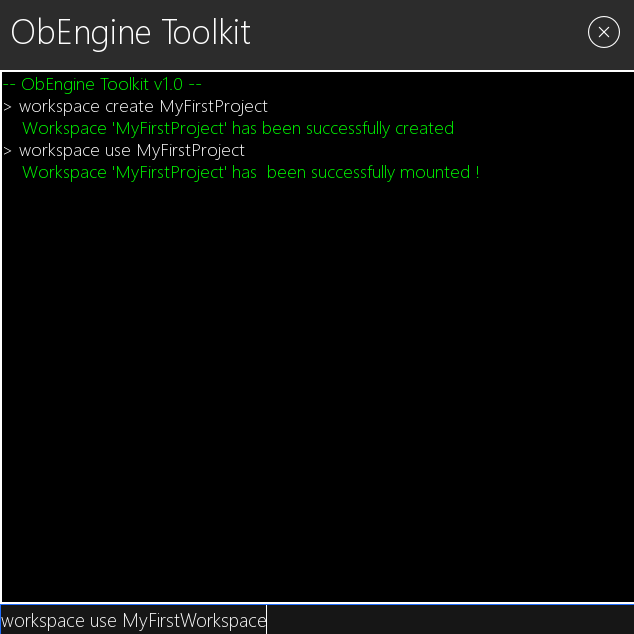 ObEngine Toolkit
-- ObEngine Toolkit v1.0 --
> workspace create MyFirstProject
Workspace 'MyFirstProject' has been successfully created
> workspace use MyFirstProject
Workspace 'MyFirstProject' has  been successfully mounted !
workspace use MyFirstWorkspace